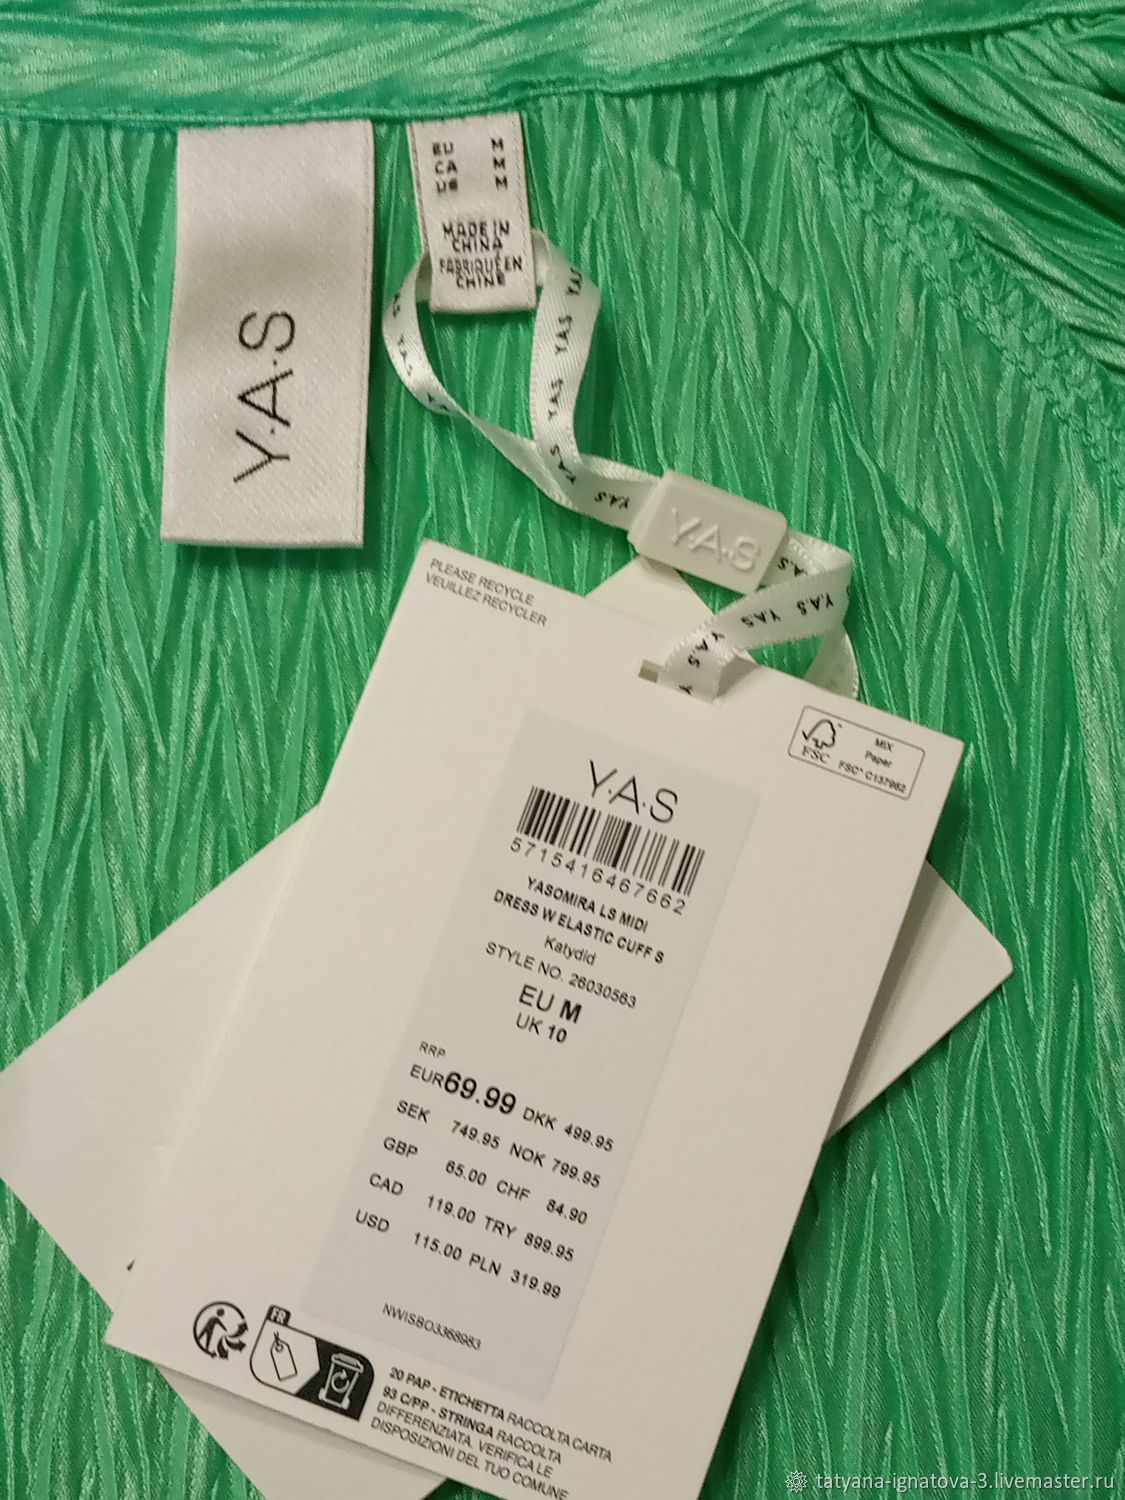 Y.A.S
EU M
CA M
US M
MADE IN
CHINA
FABRIQUÉ EN
CHINE
Y.A.S
PLEASE RECYCLE
VEUILLEZ RECYCLER
FSC
MIX
Paper
FSC® C137962
Y.A.S
5715416467662
YASOMIRA LS MIDI
DRESS W ELASTIC CUFF S
Katydid
STYLE NO. 26030563
EU M
UK 10
RRP
EUR 69.99 DKK 499.95
SEK 749.95 NOK 799.95
GBP 65.00 CHF 84.90
CAD 119.00 TRY 899.95
USD 115.00 PLN 319.99
NWISBO3368983
FR
20 PAP - ETICHETTA RACCOLTA CARTA
93 C/PP - STRINGA RACCOLTA
DIFFERENZIATA. VERIFICA LE
DISPOSIZIONI DEL TUO COMUNE
tatyana-ignatova-3.livemaster.ru